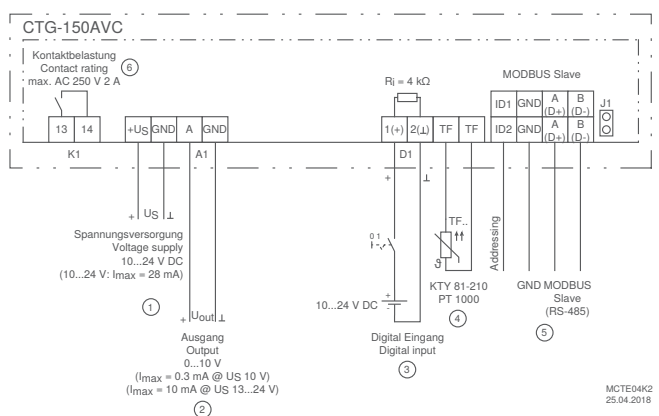 CTG-150AVC
Kontaktbelastung
Contact rating
max. AC 250 V 2 A
6
Ri = 4 kΩ
MODBUS Slave
ID1 GND A (D+) B (D-) J1
13 14 +US GND A GND 1(+) 2(⊥) TF TF ID2 GND A (D+) B (D-)
K1 A1 D1
+ US ⊥
Spannungsversorgung
Voltage supply
10...24 V DC
(10...24 V: Imax = 28 mA)
1
+ Uout ⊥
Ausgang
Output
0...10 V
(Imax = 0.3 mA @ US 10 V)
(Imax = 10 mA @ US 13...24 V)
2
+ ⊥
0 1
+
-
10...24 V DC
Digital Eingang
Digital input
3
TF..
ϑ
KTY 81-210
PT 1000
4
Addressing
GND MODBUS
Slave
(RS-485)
5
MCTE04K2
25.04.2018